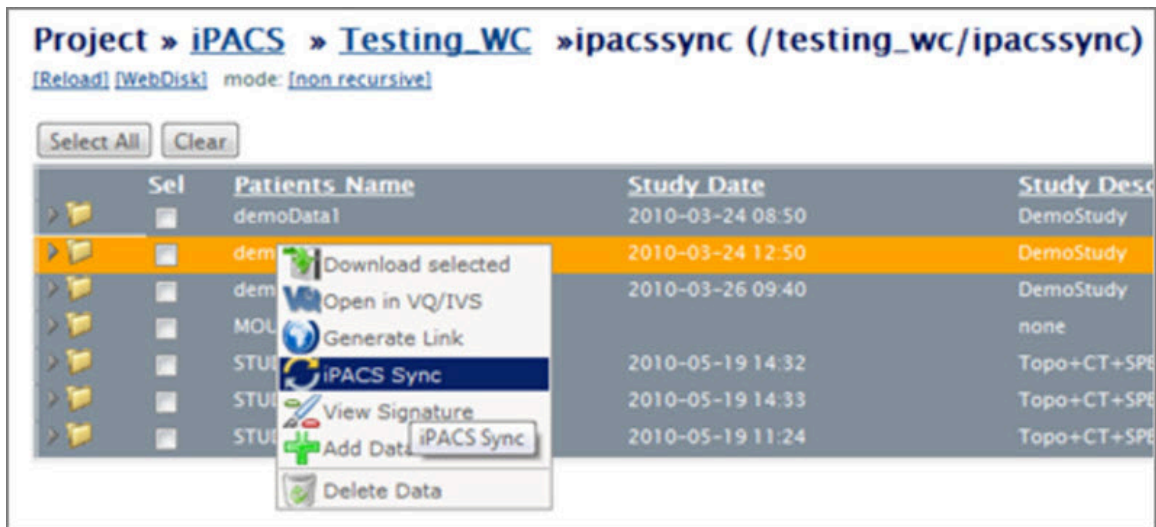 Project » iPACS » Testing_WC »ipacssync (/testing_wc/ipacssync)
[Reload] [WebDisk] mode: [non recursive]
Select All Clear
Sel Patients Name Study Date Study Desc
demoData1 2010-03-24 08:50 DemoStudy
dem 2010-03-24 12:50 DemoStudy
Download selected
dem 2010-03-26 09:40 DemoStudy
Open in VQ/IVS
MOU none
Generate Link
STUD 2010-05-19 14:32 Topo+CT+SPE
iPACS Sync
STUD 2010-05-19 14:33 Topo+CT+SPE
View Signature
STUD 2010-05-19 11:24 Topo+CT+SPE
Add Data
iPACS Sync
Delete Data